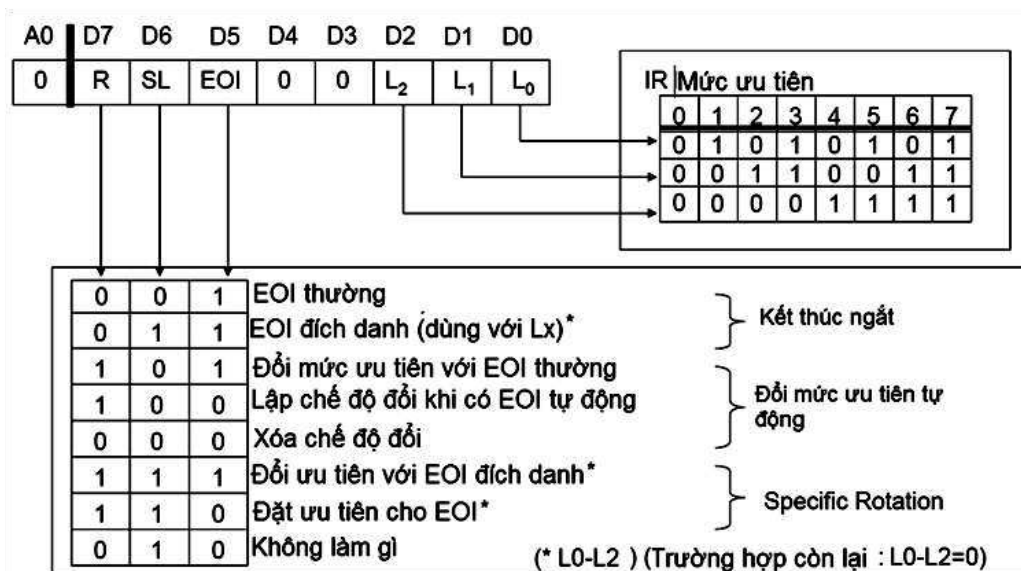 A0 D7 D6 D5 D4 D3 D2 D1 D0
0 R SL EOI 0 0 L₂ L₁ L₀
IR Mức ưu tiên
0 1 2 3 4 5 6 7
0 1 0 1 0 1 0 1
0 0 1 1 0 0 1 1
0 0 0 0 1 1 1 1
0 0 1 EOI thường
0 1 1 EOI đích danh (dùng với Lx)*
Kết thúc ngắt
1 0 1 Đổi mức ưu tiên với EOI thường
1 0 0 Lập chế độ đổi khi có EOI tự động
0 0 0 Xóa chế độ đổi
Đổi mức ưu tiên tự
động
1 1 1 Đổi ưu tiên với EOI đích danh*
1 1 0 Đặt ưu tiên cho EOI*
Specific Rotation
0 1 0 Không làm gì
(* L0-L2 ) (Trường hợp còn lại : L0-L2=0)